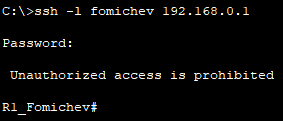 C:\>ssh -l fomichev 192.168.0.1
Password:
Unauthorized access is prohibited
R1_Fomichev#